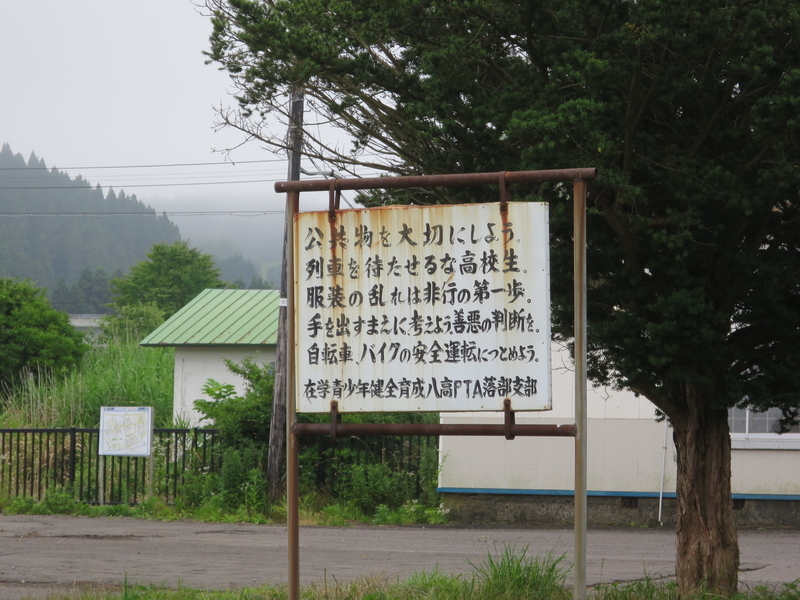 公共物を大切にしよう。
列車を待たせるな高校生。
服装の乱れは非行の第一歩。
手を出すまえに、考えよう、善悪の判断を。
自転車、バイクの安全運転につとめよう。
在学青少年健全育成八高PTA落部支部